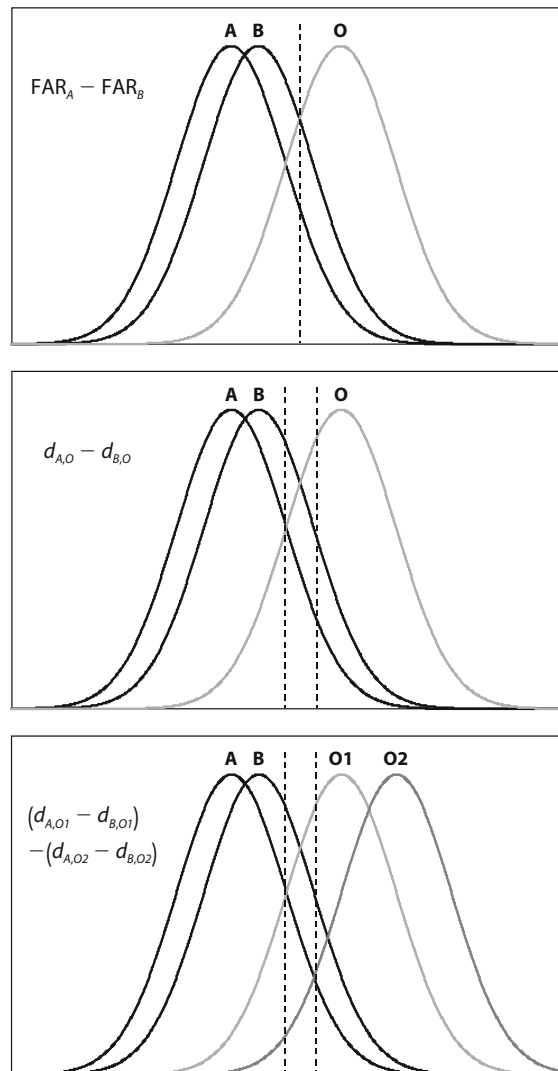 A B O
FAR_A − FAR_B
A B O
d_A,O − d_B,O
A B O1 O2
(d_A,O1 − d_B,O1)
−(d_A,O2 − d_B,O2)